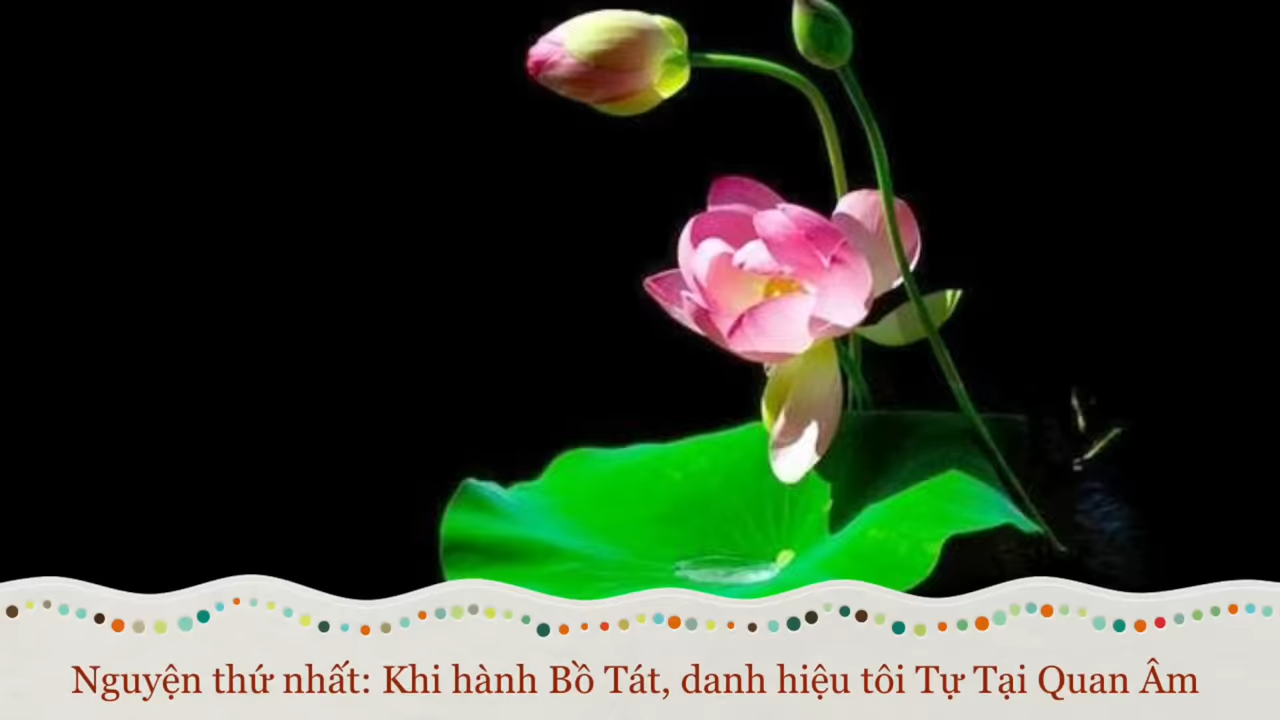 Nguyện thứ nhất: Khi hành Bồ Tát, danh hiệu tôi Tự Tại Quan Âm